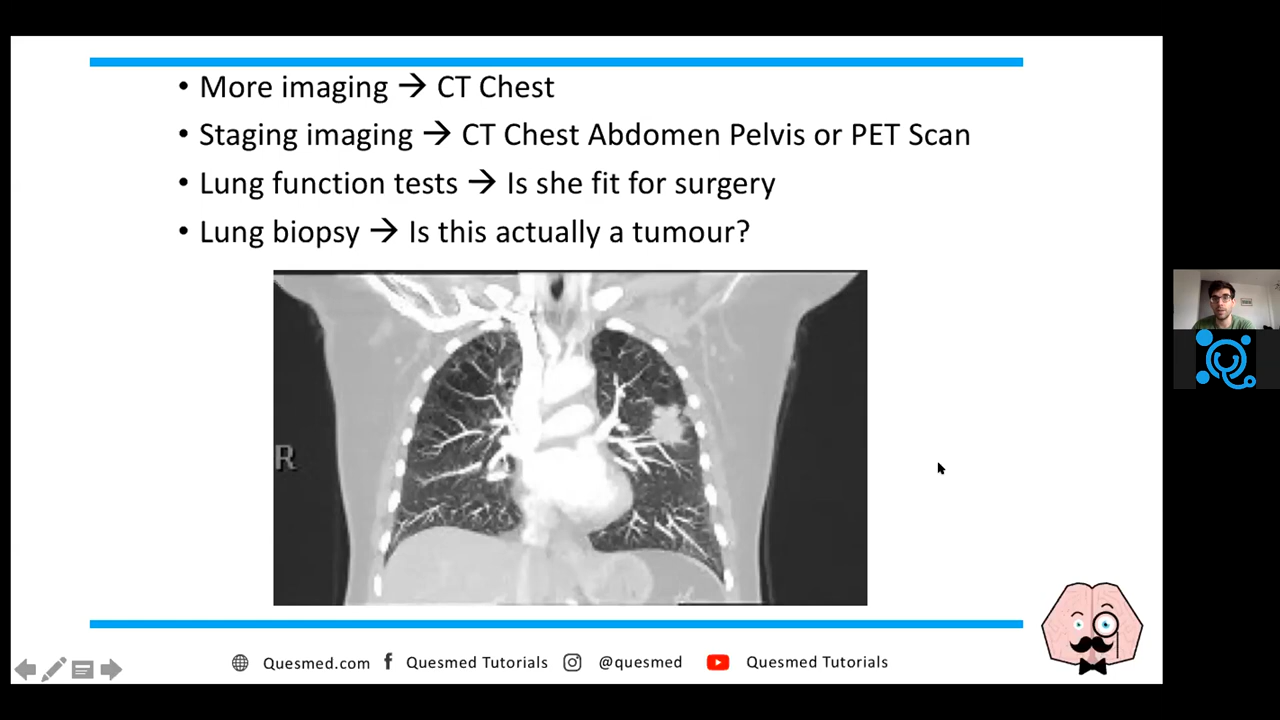 • More imaging → CT Chest
• Staging imaging → CT Chest Abdomen Pelvis or PET Scan
• Lung function tests → Is she fit for surgery
• Lung biopsy → Is this actually a tumour?
R
Quesmed.com f Quesmed Tutorials @quesmed Quesmed Tutorials